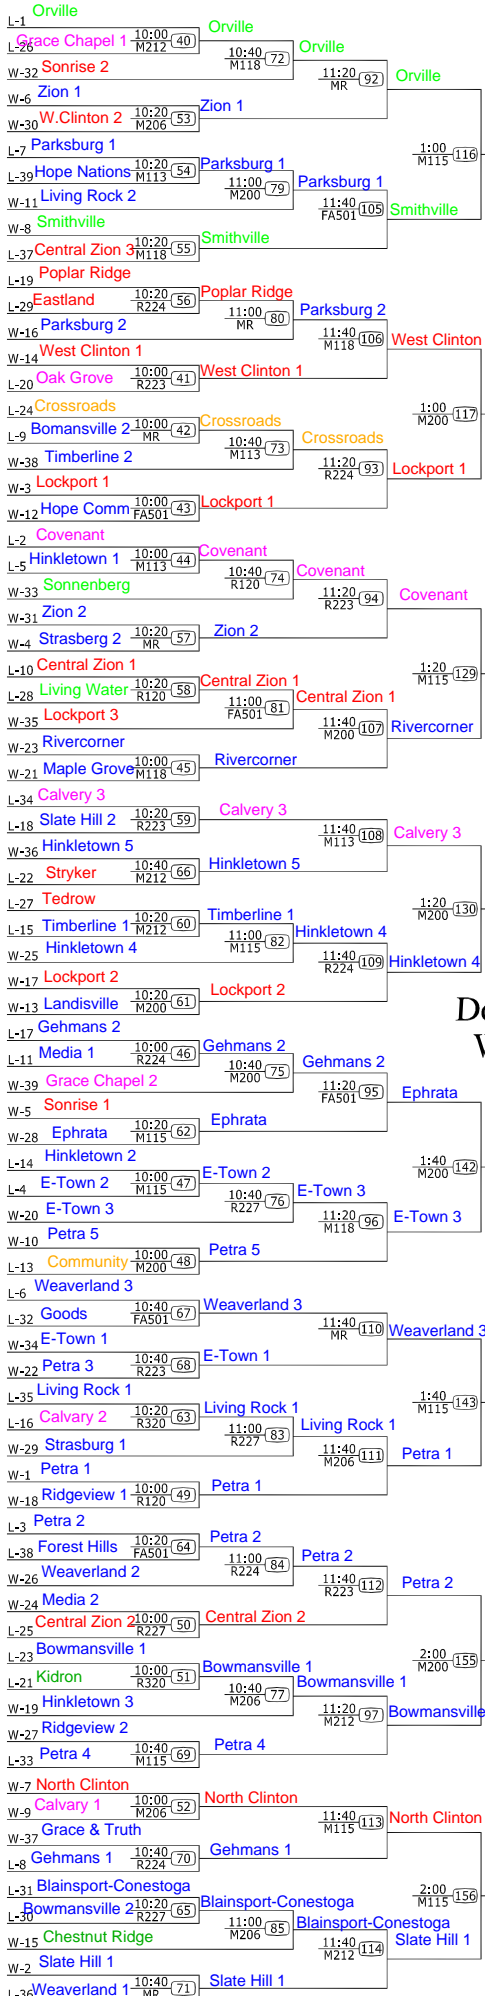 Orville
L-1
Grace Chapel 1 10:00 M212 40
L-26
10:40 M118 72 Orville
Sonrise 2
W-32
11:20 MR 92 Orville
Zion 1
W-6
W.Clinton 2 10:20 M206 53 Zion 1
W-30
1:00 M115 116
Parksburg 1
L-7
Hope Nations 10:20 M113 54 Parksburg 1
L-39
11:00 M200 79 Parksburg 1
Living Rock 2
W-11
11:40 FA501 105 Smithville
Smithville
W-8
Central Zion 3 10:20 M118 55 Smithville
L-37
Poplar Ridge
L-19
Eastland 10:20 R224 56 Poplar Ridge
L-29
11:00 MR 80 Parksburg 2
Parksburg 2
W-16
11:40 M118 106 West Clinton
West Clinton 1
W-14
Oak Grove 10:00 R223 41 West Clinton 1
L-20
1:00 M200 117
Crossroads
L-24
Bomansville 2 10:00 MR 42 Crossroads
L-9
10:40 M113 73 Crossroads
Timberline 2
W-38
11:20 R224 93 Lockport 1
Lockport 1
W-3
Hope Comm 10:00 FA501 43 Lockport 1
W-12
Covenant
L-2
Hinkletown 1 10:00 M113 44 Covenant
L-5
10:40 R120 74 Covenant
Sonnenberg
W-33
11:20 R223 94 Covenant
Zion 2
W-31
Strasberg 2 10:20 MR 57 Zion 2
W-4
1:20 M115 129
Central Zion 1
L-10
Living Water 10:20 R120 58 Central Zion 1
L-28
11:00 FA501 81 Central Zion 1
Lockport 3
W-35
11:40 M200 107 Rivercorner
Rivercorner
W-23
Maple Grove 10:00 M118 45 Rivercorner
W-21
Calvery 3
L-34
Slate Hill 2 10:20 R223 59 Calvery 3
L-18
11:40 M113 108 Calvery 3
Hinkletown 5
W-36
Stryker 10:40 M212 66 Hinkletown 5
L-22
1:20 M200 130
Tedrow
L-27
Timberline 1 10:20 M212 60 Timberline 1
L-15
11:00 M115 82 Hinkletown 4
Hinkletown 4
W-25
11:40 R224 109 Hinkletown 4
Lockport 2
W-17
Landisville 10:20 M200 61 Lockport 2
W-13
Gehmans 2
L-17
Media 1 10:00 R224 46 Gehmans 2
L-11
10:40 M200 75 Gehmans 2
Grace Chapel 2
W-39
11:20 FA501 95 Ephrata
Sonrise 1
W-5
Ephrata 10:20 M115 62 Ephrata
W-28
1:40 M200 142
Hinkletown 2
L-14
E-Town 2 10:00 M115 47 E-Town 2
L-4
10:40 R227 76 E-Town 3
E-Town 3
W-20
11:20 M118 96 E-Town 3
Petra 5
W-10
Community 10:00 M200 48 Petra 5
L-13
Weaverland 3
L-6
Goods 10:40 FA501 67 Weaverland 3
L-32
11:40 MR 110 Weaverland 3
E-Town 1
W-34
Petra 3 10:40 R223 68 E-Town 1
W-22
1:40 M115 143
Living Rock 1
L-35
Calvary 2 10:20 R320 63 Living Rock 1
L-16
11:00 R227 83 Living Rock 1
Strasburg 1
W-29
11:40 M206 111 Petra 1
Petra 1
W-1
Ridgeview 1 10:00 R120 49 Petra 1
W-18
Petra 2
L-3
Forest Hills 10:20 FA501 64 Petra 2
L-38
11:00 R224 84 Petra 2
Weaverland 2
W-26
11:40 R223 112 Petra 2
Media 2
W-24
Central Zion 2 10:00 R227 50 Central Zion 2
L-25
2:00 M200 155
Bowmansville 1
L-23
Kidron 10:00 R320 51 Bowmansville 1
L-21
10:40 M206 77 Bowmansville 1
Hinkletown 3
W-19
11:20 M212 97 Bowmansville
Ridgeview 2
W-27
Petra 4 10:40 M115 69 Petra 4
L-33
North Clinton
W-7
Calvary 1 10:00 M206 52 North Clinton
W-9
11:40 M115 113 North Clinton
Grace & Truth
W-37
Gehmans 1 10:40 R224 70 Gehmans 1
L-8
2:00 M115 156
Blainsport-Conestoga
L-31
Bowmansville 2 10:20 R227 65 Blainsport-Conestoga
L-30
11:00 M206 85 Blainsport-Conestoga
Chestnut Ridge
W-15
11:40 M212 114 Slate Hill 1
Slate Hill 1
W-2
Weaverland 1 10:40 MR 71 Slate Hill 1
L-36